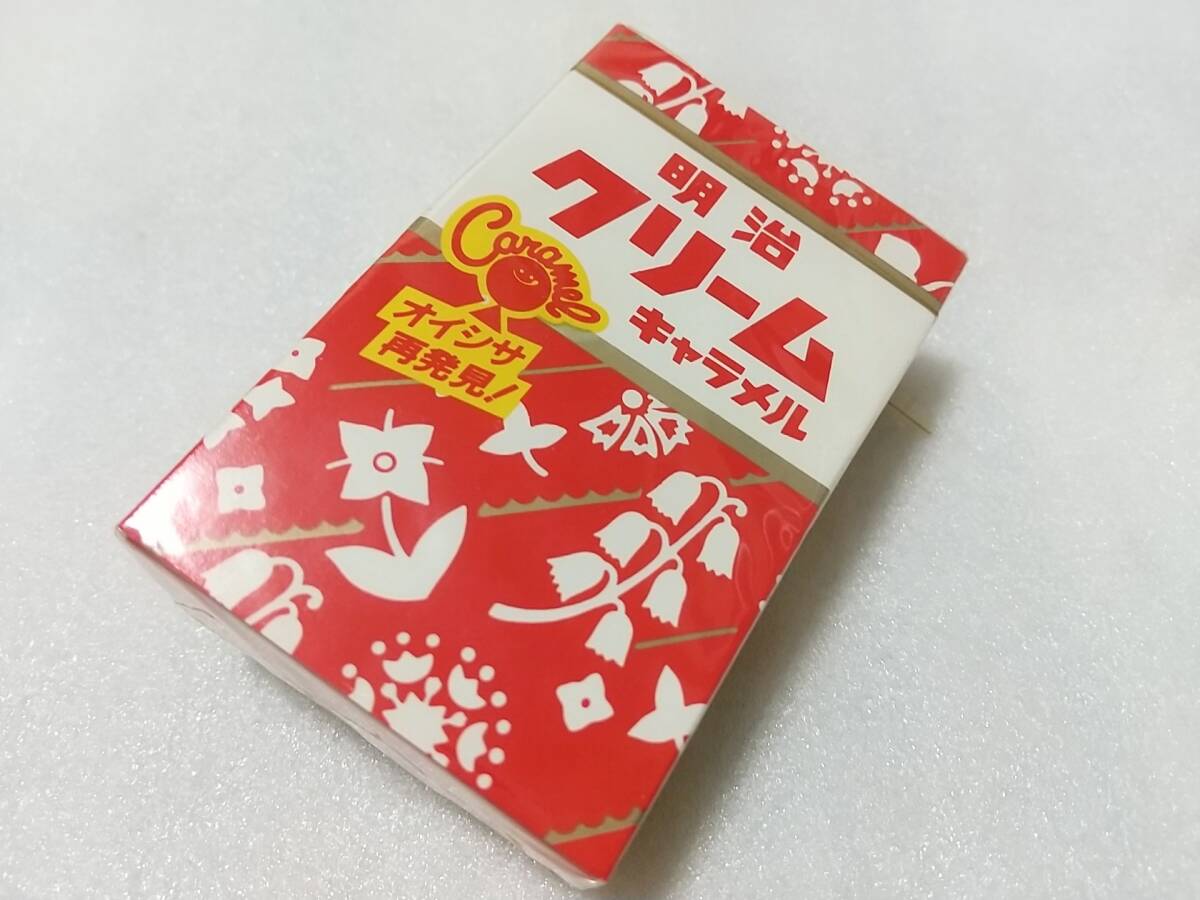 明治
クリーム
キャラメル
Caramel
オイシサ
再発見!